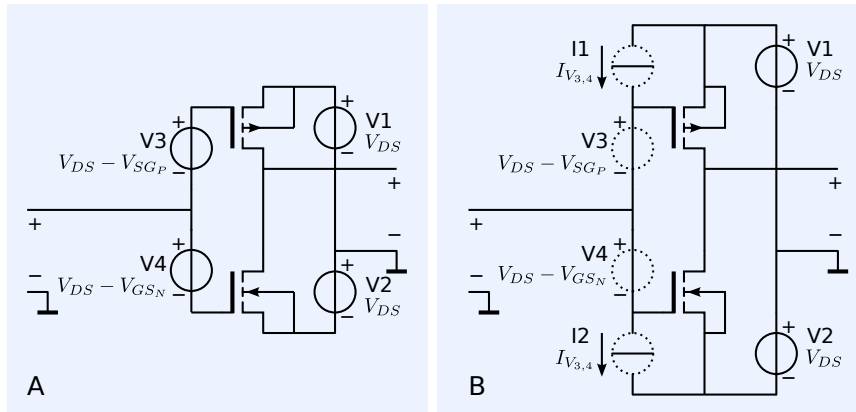 V3
V_{DS} − V_{SG_P}
V1
V_{DS}
+
−
+
−
+
+
−
−
V4
V_{DS} − V_{GS_N}
V2
V_{DS}
+
−
+
−
A
I1
I_{V_{3,4}}
V1
V_{DS}
+
−
V3
V_{DS} − V_{SG_P}
+
−
+
+
−
−
V4
V_{DS} − V_{GS_N}
+
−
I2
I_{V_{3,4}}
V2
V_{DS}
+
−
B